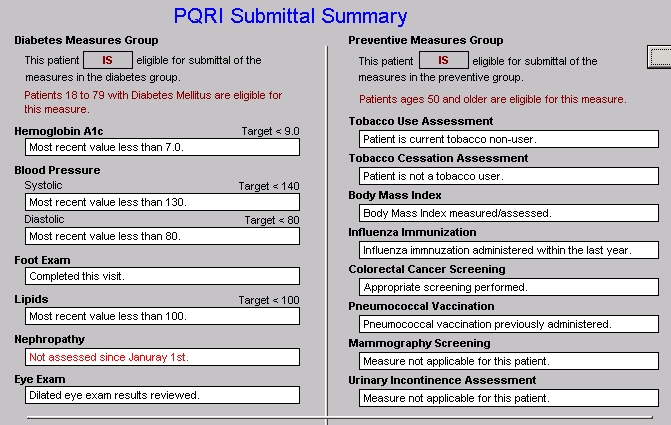 PQRI Submittal Summary
Diabetes Measures Group
This patient IS eligible for submittal of the
measures in the diabetes group.
Patients 18 to 79 with Diabetes Mellitus are eligible for
this measure.
Hemoglobin A1c Target < 9.0
Most recent value less than 7.0.
Blood Pressure
Systolic Target < 140
Most recent value less than 130.
Diastolic Target < 80
Most recent value less than 80.
Foot Exam
Completed this visit.
Lipids Target < 100
Most recent value less than 100.
Nephropathy
Not assessed since Januray 1st.
Eye Exam
Dilated eye exam results reviewed.
Preventive Measures Group
This patient IS eligible for submittal of the
measures in the preventive group.
Patients ages 50 and older are eligible for this measure.
Tobacco Use Assessment
Patient is current tobacco non-user.
Tobacco Cessation Assessment
Patient is not a tobacco user.
Body Mass Index
Body Mass Index measured/assessed.
Influenza Immunization
Influenza immnuzation administered within the last year.
Colorectal Cancer Screening
Appropriate screening performed.
Pneumococcal Vaccination
Pneumococcal vaccination previously administered.
Mammography Screening
Measure not applicable for this patient.
Urinary Incontinence Assessment
Measure not applicable for this patient.